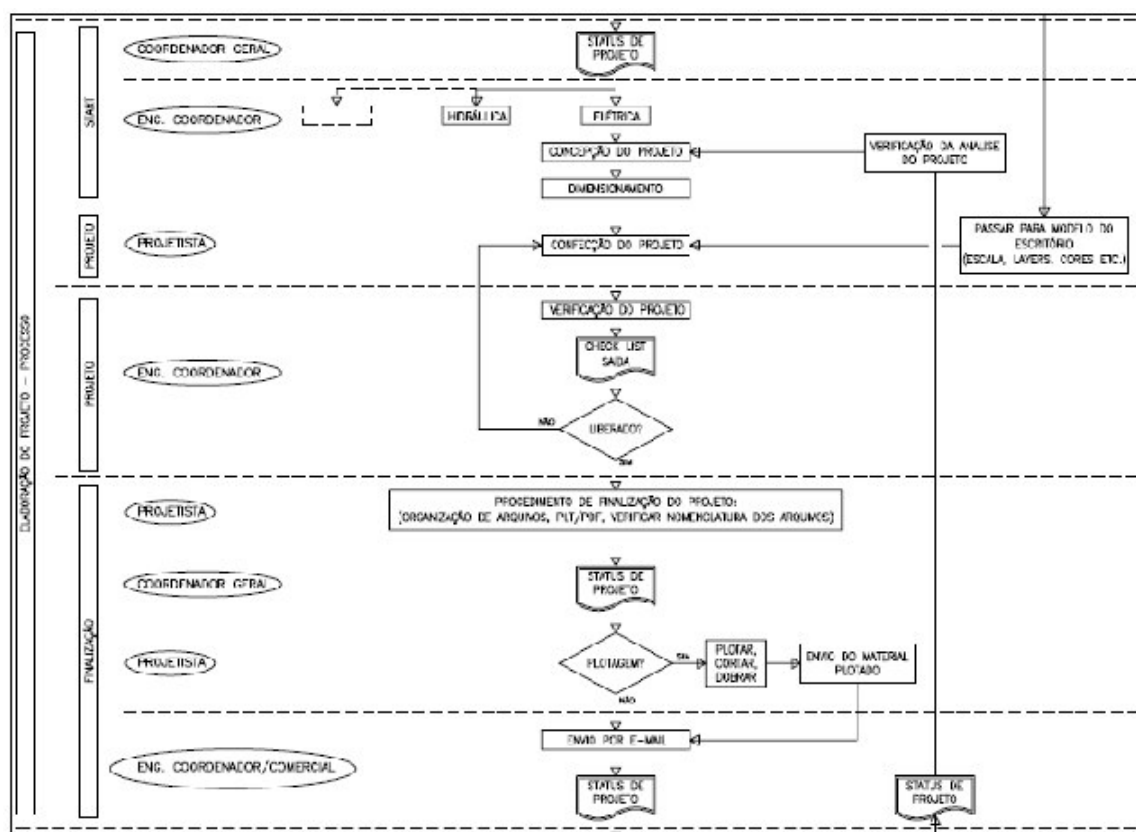 ELABORAÇÃO DE PROJETO - PROCESSO
START
COORDENADOR GERAL
STATUS DE
PROJETO
ENG. COORDENADOR
HIDRÁULICA
ELÉTRICA
CONCEPÇÃO DO PROJETO
VERIFICAÇÃO DA ANALISE
DO PROJETO
DIMENSIONAMENTO
PROJETO
PROJETISTA
CONFECÇÃO DO PROJETO
PASSAR PARA MODELO DO
ESCRITÓRIO
(ESCALA, LAYERS, CORES ETC.)
PROJETO
VERIFICAÇÃO DO PROJETO
ENG. COORDENADOR
CHECK LIST
SAÍDA
NÃO
LIBERADO?
SIM
FINALIZAÇÃO
PROJETISTA
PROCEDIMENTO DE FINALIZAÇÃO DO PROJETO:
(ORGANIZAÇÃO DE ARQUIVOS, PLT/PDF, VERIFICAR NOMENCLATURA DOS ARQUIVOS)
COORDENADOR GERAL
STATUS DE
PROJETO
PROJETISTA
PLOTAGEM?
SIM
PLOTAR,
CORTAR,
DOBRAR
ENVIO DO MATERIAL
PLOTADO
NÃO
ENVIO POR E-MAIL
ENG. COORDENADOR/COMERCIAL
STATUS DE
PROJETO
STATUS DE
PROJETO